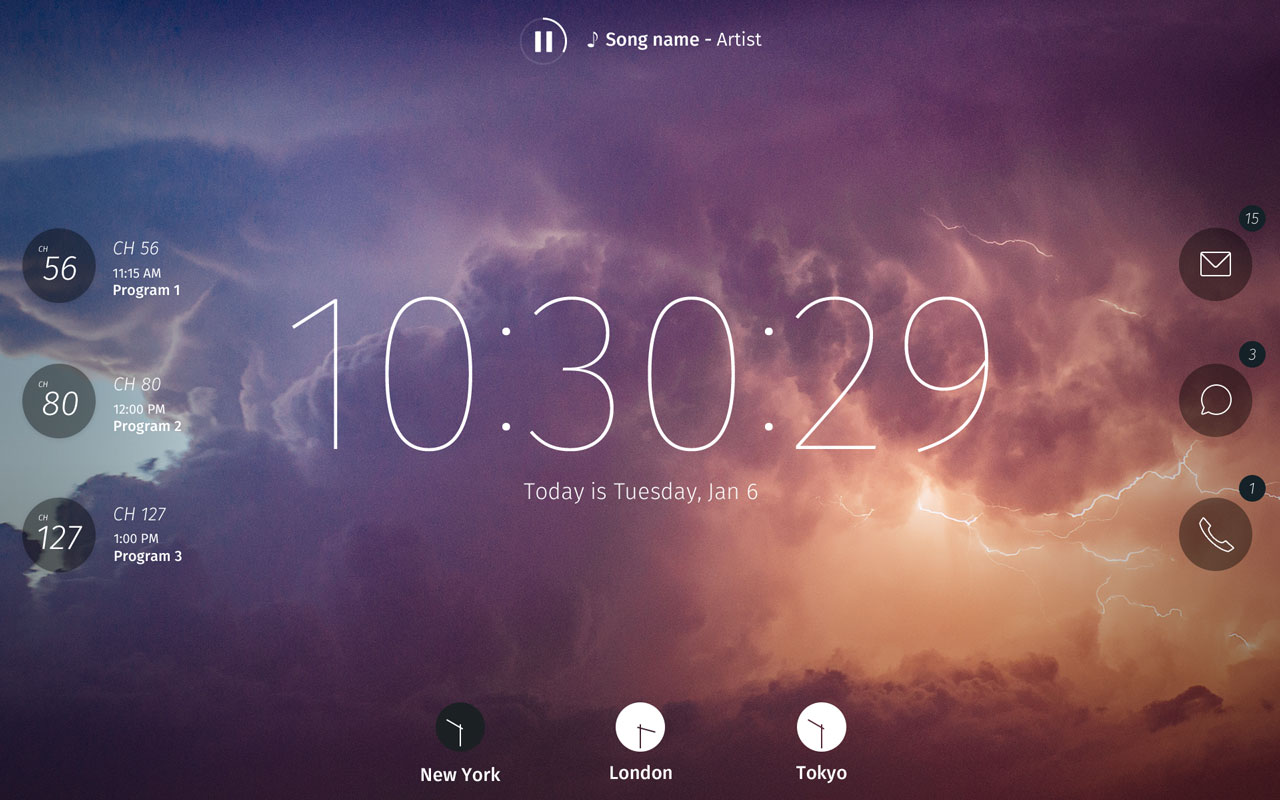 ♪ Song name - Artist
CH
56
CH 56
11:15 AM
Program 1
15
10:30:29
CH
80
CH 80
12:00 PM
Program 2
3
Today is Tuesday, Jan 6
CH
127
CH 127
1:00 PM
Program 3
1
New York
London
Tokyo